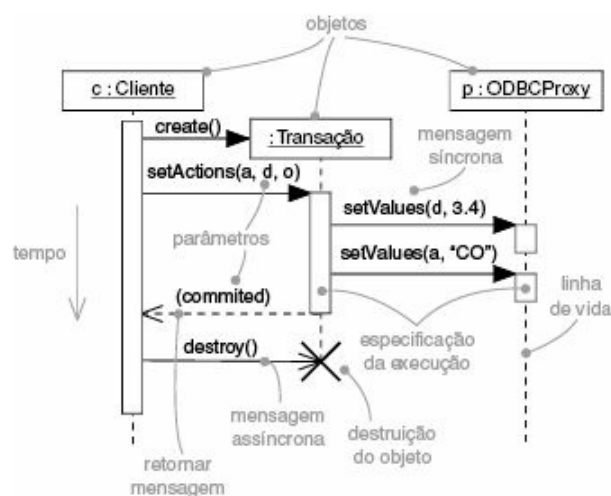 objetos
c : Cliente
p : ODBCProxy
create()
: Transação
mensagem
síncrona
setActions(a, d, o)
setValues(d, 3.4)
parâmetros
tempo
setValues(a, "CO")
(commited)
linha
de vida
especificação
da execução
destroy()
mensagem
assíncrona
destruição
do objeto
retornar
mensagem